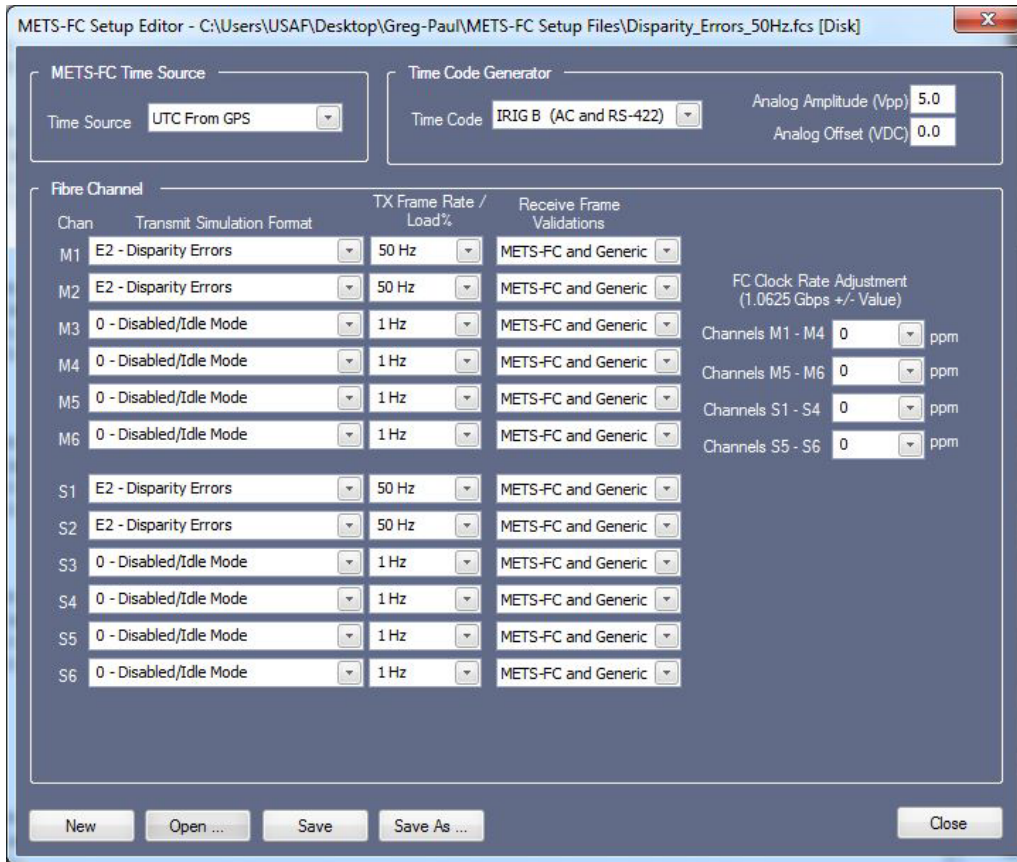 METS-FC Setup Editor - C:\Users\USAF\Desktop\Greg-Paul\METS-FC Setup Files\Disparity_Errors_50Hz.fcs [Disk]
METS-FC Time Source
Time Source UTC From GPS
Time Code Generator
Time Code IRIG B (AC and RS-422)
Analog Amplitude (Vpp) 5.0
Analog Offset (VDC) 0.0
Fibre Channel
Chan Transmit Simulation Format
TX Frame Rate /
Load%
Receive Frame
Validations
M1 E2 - Disparity Errors 50 Hz METS-FC and Generic
M2 E2 - Disparity Errors 50 Hz METS-FC and Generic
M3 0 - Disabled/Idle Mode 1 Hz METS-FC and Generic
M4 0 - Disabled/Idle Mode 1 Hz METS-FC and Generic
M5 0 - Disabled/Idle Mode 1 Hz METS-FC and Generic
M6 0 - Disabled/Idle Mode 1 Hz METS-FC and Generic
S1 E2 - Disparity Errors 50 Hz METS-FC and Generic
S2 E2 - Disparity Errors 50 Hz METS-FC and Generic
S3 0 - Disabled/Idle Mode 1 Hz METS-FC and Generic
S4 0 - Disabled/Idle Mode 1 Hz METS-FC and Generic
S5 0 - Disabled/Idle Mode 1 Hz METS-FC and Generic
S6 0 - Disabled/Idle Mode 1 Hz METS-FC and Generic
FC Clock Rate Adjustment
(1.0625 Gbps +/- Value)
Channels M1 - M4 0 ppm
Channels M5 - M6 0 ppm
Channels S1 - S4 0 ppm
Channels S5 - S6 0 ppm
New Open ... Save Save As ... Close